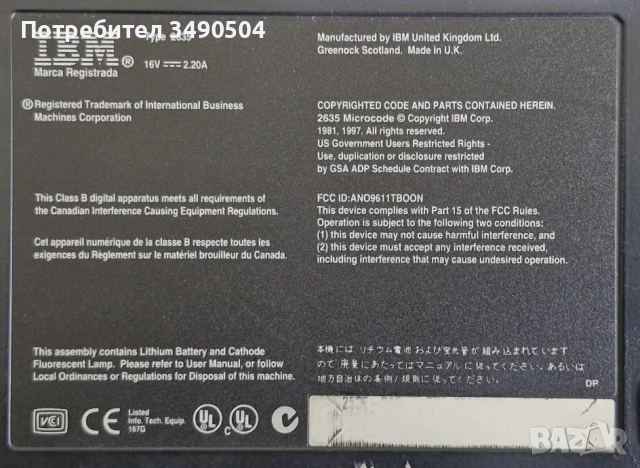 Потребител 3490504
IBM®
Type 2635
16V 2.20A
Marca Registrada
Manufactured by IBM United Kingdom Ltd.
Greenock Scotland. Made in U.K.
®Registered Trademark of International Business
Machines Corporation
COPYRIGHTED CODE AND PARTS CONTAINED HEREIN.
2635 Microcode © Copyright IBM Corp.
1981, 1997. All rights reserved.
US Government Users Restricted Rights -
Use, duplication or disclosure restricted
by GSA ADP Schedule Contract with IBM Corp.
This Class B digital apparatus meets all requirements of
the Canadian Interference Causing Equipment Regulations.
Cet appareil numérique de la classe B respecte toutes les
exigences du Règlement sur le matériel brouilleur du Canada.
FCC ID:ANO9611TBOON
This device complies with Part 15 of the FCC Rules.
Operation is subject to the following two conditions:
(1) this device may not cause harmful interference, and
(2) this device must accept any interference received,
including interference that may cause undesired operation.
This assembly contains Lithium Battery and Cathode
Fluorescent Lamp. Please refer to User Manual, or follow
Local Ordinances or Regulations for Disposal of this machine.
本機には、リチウム電池および蛍光管が組み込まれています
ので 廃棄にあたってはマニュアルに従ってください。あるいは
地方自治体の条例/規則に従ってください。
DP
VCI
CE
Listed
Info. Tech. Equip.
167G
UL
C UL
BAZAR.bg